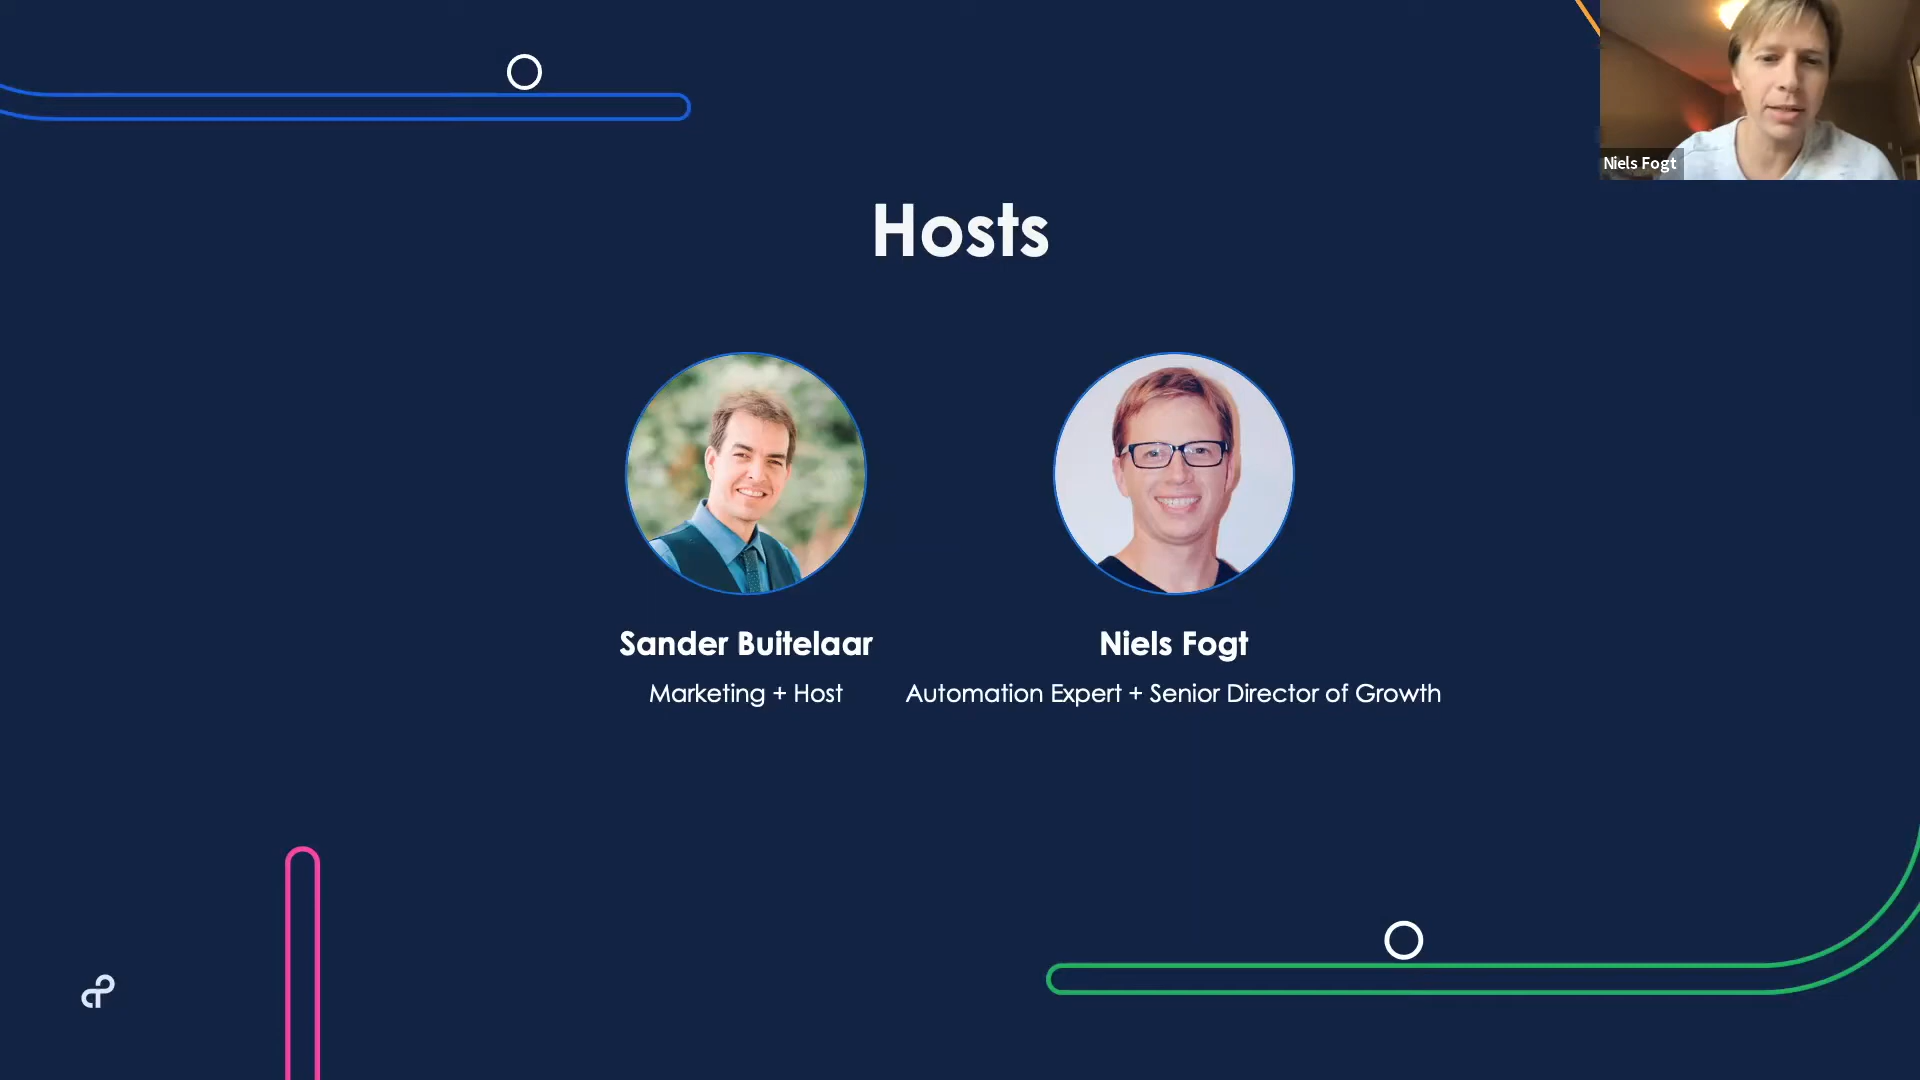 Niels Fogt
Hosts
Sander Buitelaar
Marketing + Host
Niels Fogt
Automation Expert + Senior Director of Growth